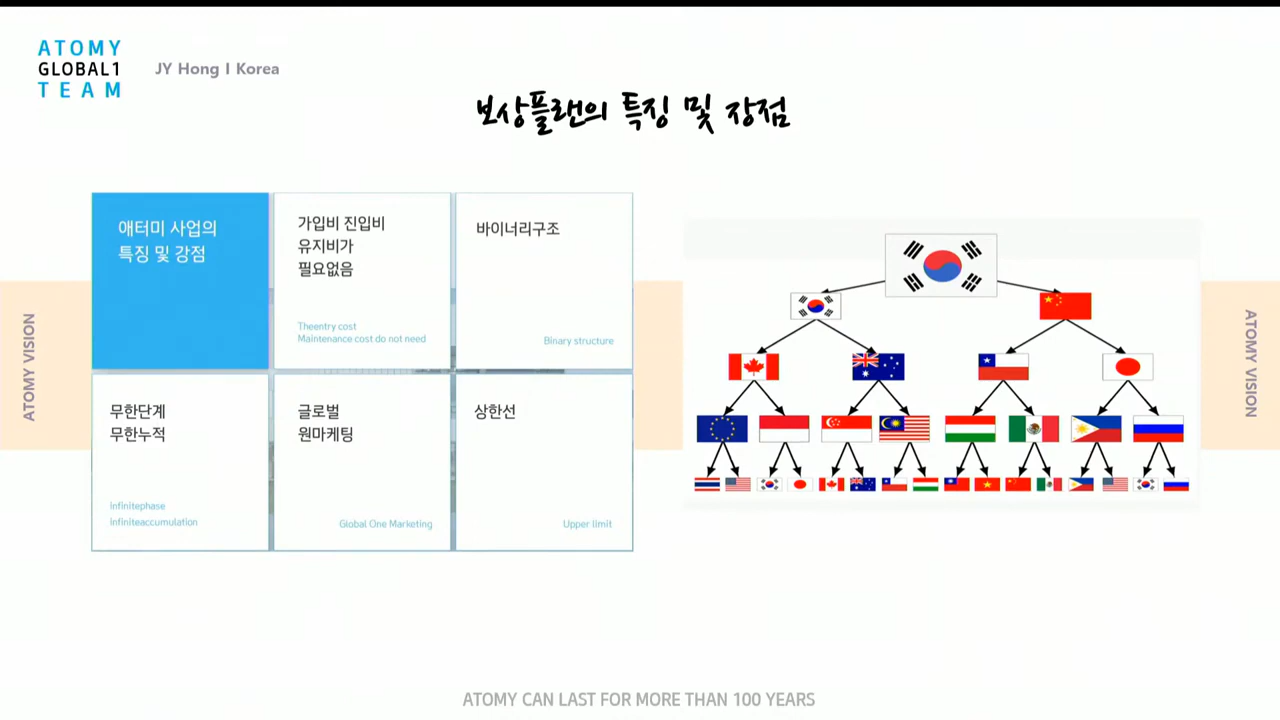 ATOMY
GLOBAL1
TEAM
JY Hong I Korea
보상플랜의 특징 및 장점
애터미 사업의
특징 및 강점
가입비 진입비
유지비가
필요없음
Theentry cost
Maintenance cost do not need
바이너리구조
Binary structure
무한단계
무한누적
Infinitephase
Infiniteaccumulation
글로벌
원마케팅
Global One Marketing
상한선
Upper limit
ATOMY VISION
ATOMY VISION
ATOMY CAN LAST FOR MORE THAN 100 YEARS